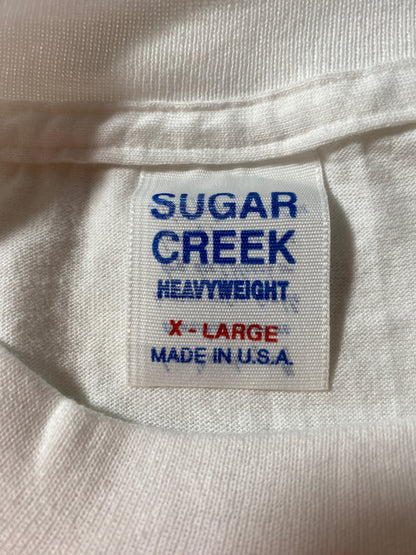 SUGAR
CREEK
HEAVYWEIGHT
X-LARGE
MADE IN U.S.A.